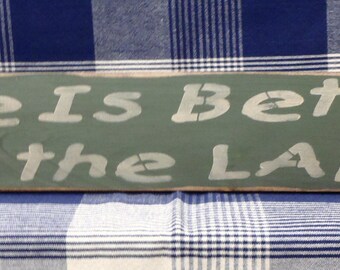 e Is Bet
the LA